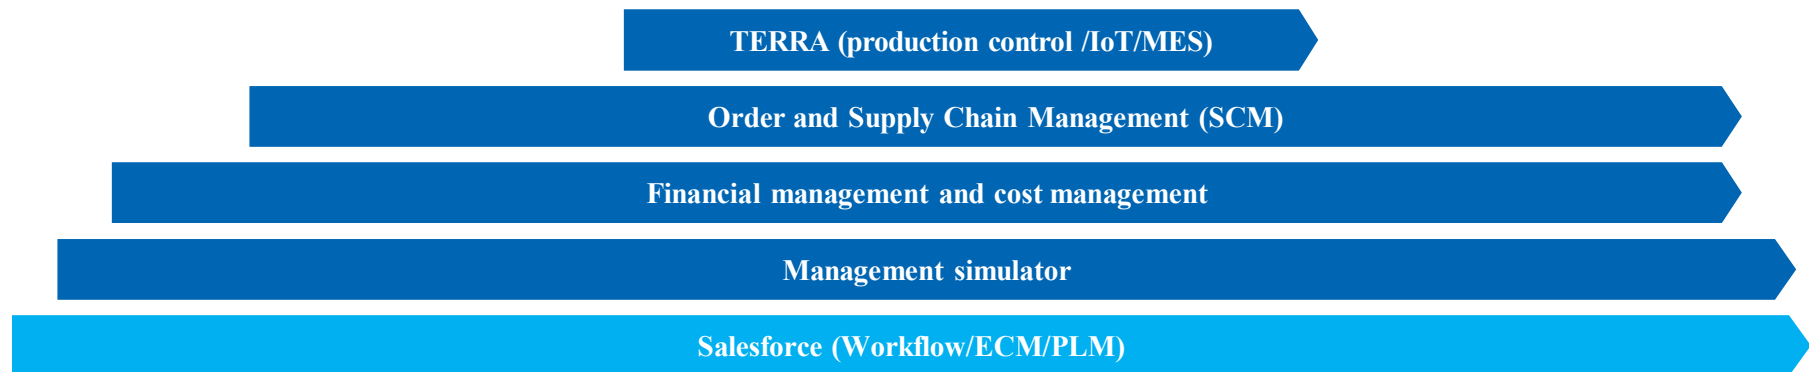 TERRA (production control /IoT/MES)
Order and Supply Chain Management (SCM)
Financial management and cost management
Management simulator
Salesforce (Workflow/ECM/PLM)